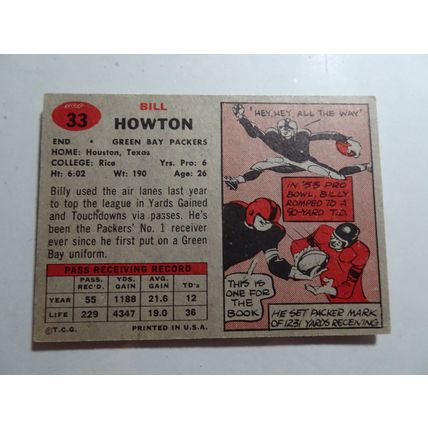 33
BILL
HOWTON
END • GREEN BAY PACKERS
HOME: Houston, Texas
COLLEGE: Rice Yrs. Pro: 6
Ht: 6:02 Wt: 190 Age: 26
Billy used the air lanes last year
to top the league in Yards Gained
and Touchdowns via passes. He's
been the Packers' No. 1 receiver
ever since he first put on a Green
Bay uniform.
PASS RECEIVING RECORD
PASS. REC'D. YDS. GAIN AVG. GAIN TD's
YEAR 55 1188 21.6 12
LIFE 229 4347 19.0 36
©T.C.G. PRINTED IN U.S.A.
"HEY, HEY, ALL THE WAY"
IN '53 PRO
BOWL, BILLY
ROMPED TO A
90-YARD T.D.
THIS IS
ONE FOR
THE
BOOK
HE SET PACKER MARK
OF 1231 YARDS RECEIVING